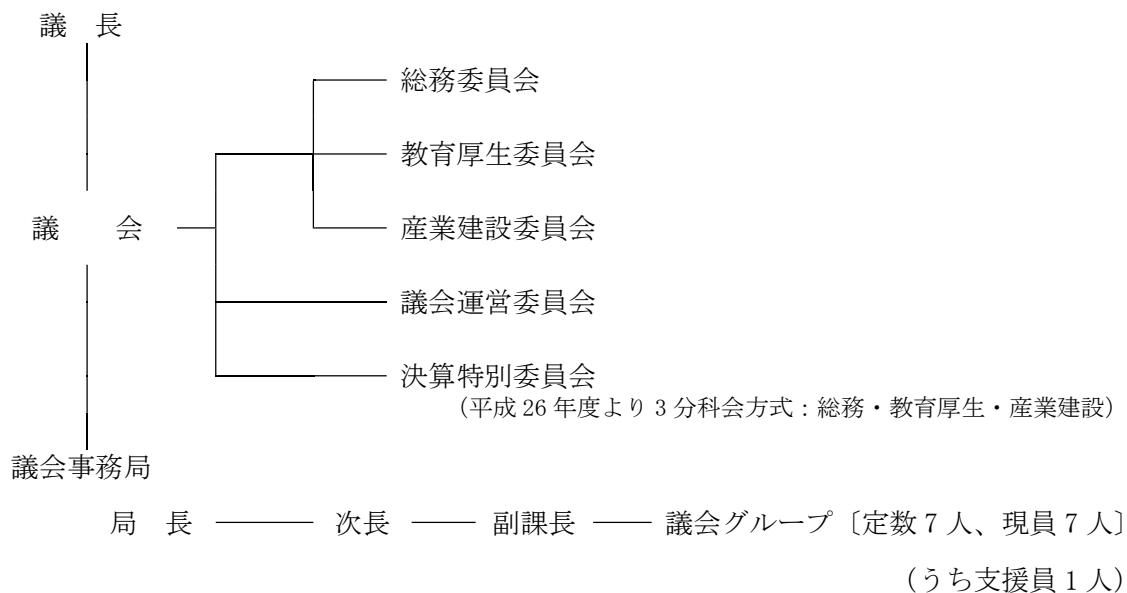 議　長
総務委員会
教育厚生委員会
議　　会
産業建設委員会
議会運営委員会
決算特別委員会
（平成 26 年度より 3 分科会方式：総務・教育厚生・産業建設）
議会事務局
局　長　次長　副課長　議会グループ〔定数 7 人、現員 7 人〕
（うち支援員 1 人）